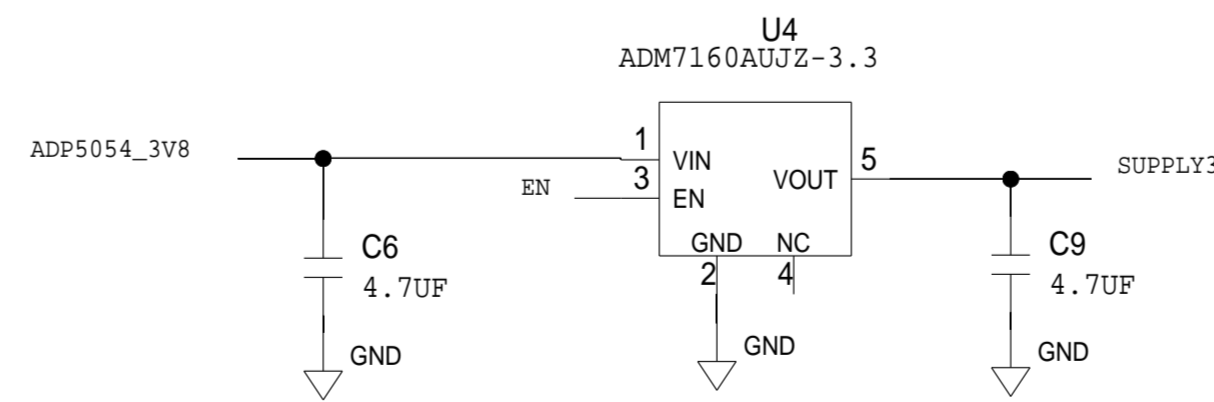 U4
ADM7160AUJZ-3.3
ADP5054_3V8
1
VIN
5
SUPPLY3
EN
3
EN
VOUT
GND
NC
2
4
C6
4.7UF
C9
4.7UF
GND
GND
GND